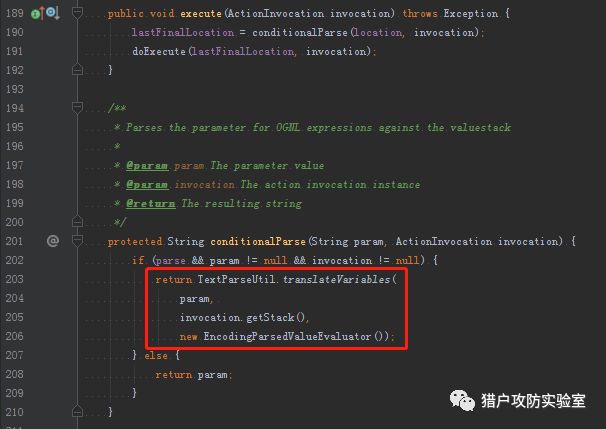 189 public void execute(ActionInvocation invocation) throws Exception {
190 lastFinalLocation = conditionalParse(location, invocation);
191 doExecute(lastFinalLocation, invocation);
192 }
193
194 /**
195 * Parses the parameter for OGNL expressions against the valuestack
196 *
197 * @param param The parameter value
198 * @param invocation The action invocation instance
199 * @return The resulting string
200 */
201 @ protected String conditionalParse(String param, ActionInvocation invocation) {
202 if (parse && param != null && invocation != null) {
203 return TextParseUtil.translateVariables(
204 param,
205 invocation.getStack(),
206 new EncodingParsedValueEvaluator());
207 } else {
208 return param;
209 }
210 }
猎户攻防实验室